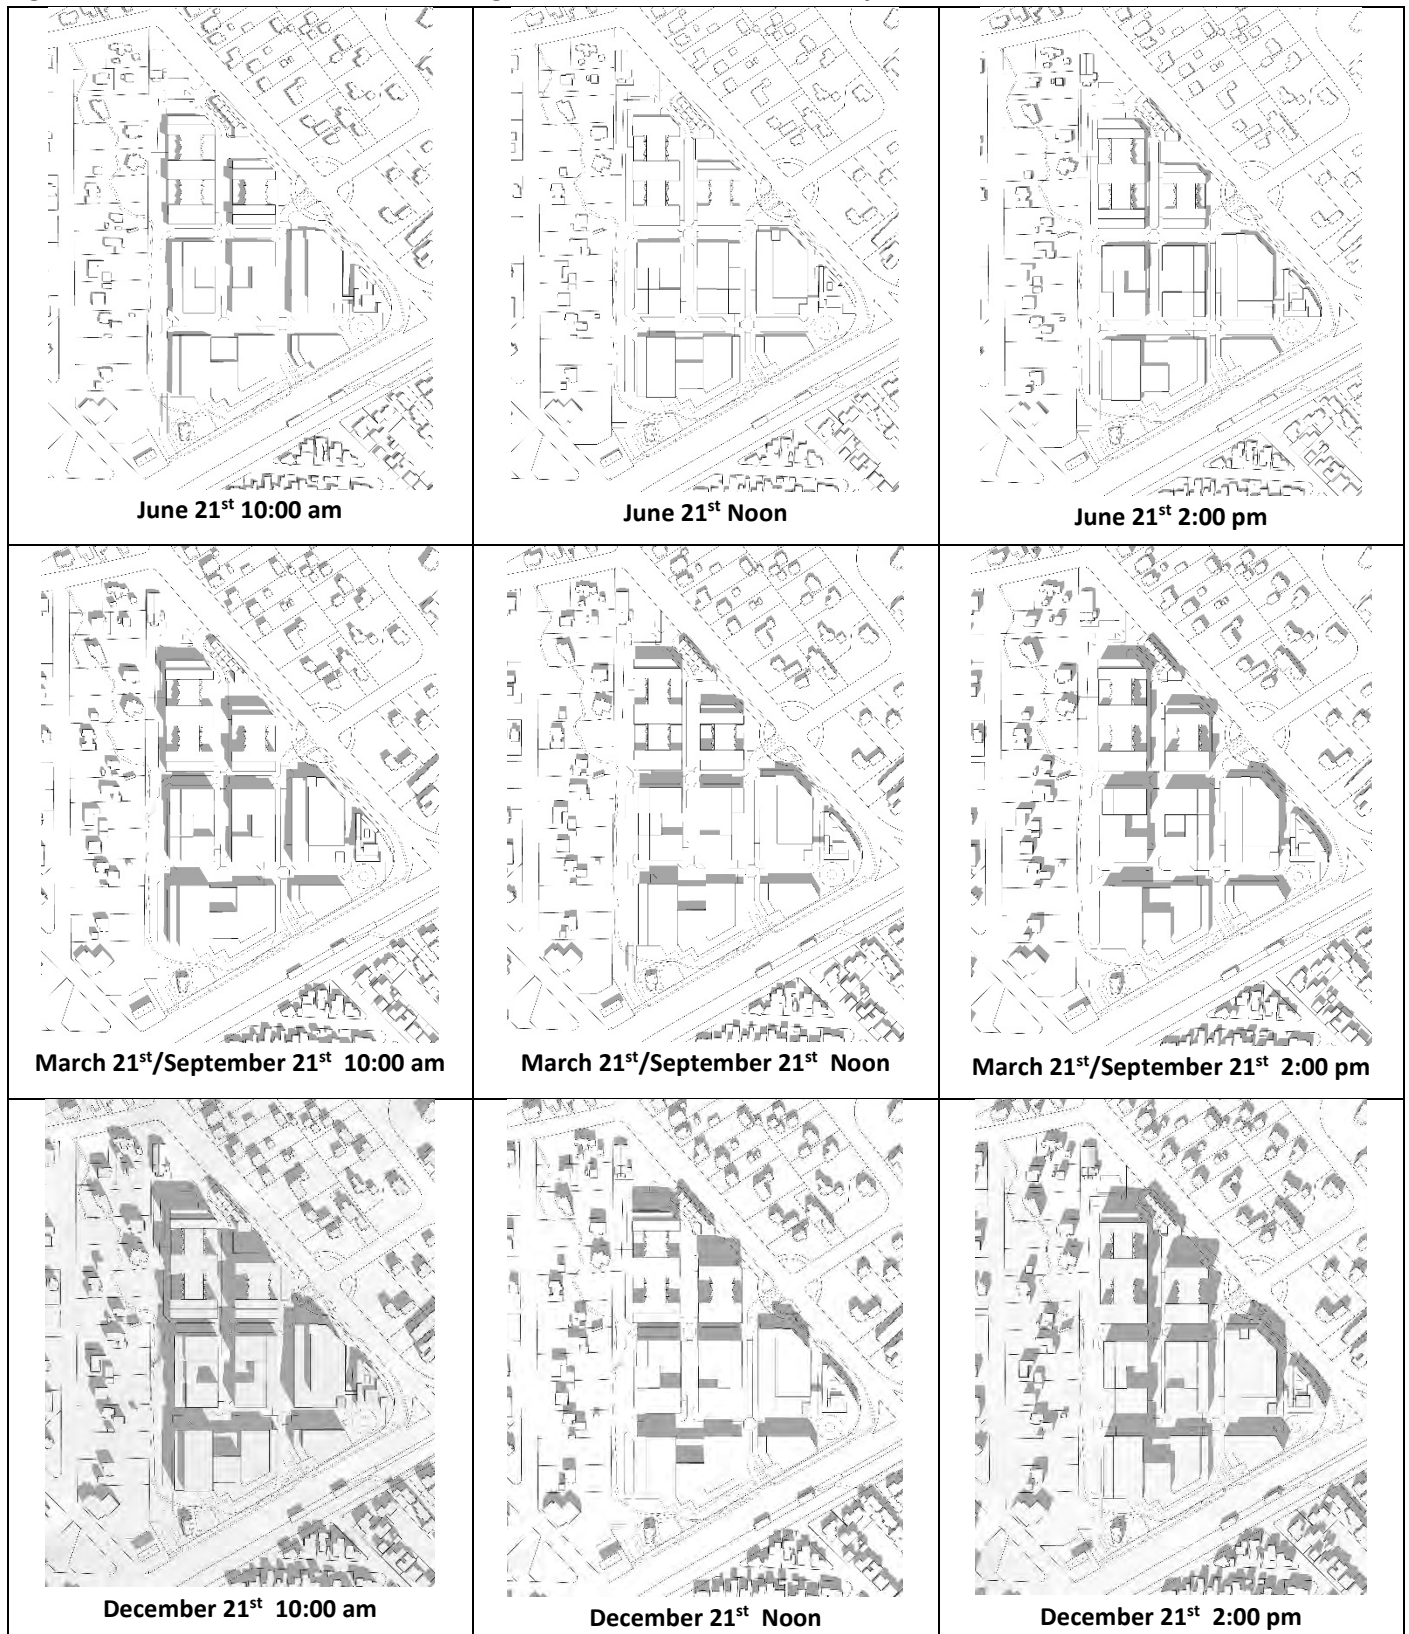 June 21st 10:00 am
June 21st Noon
June 21st 2:00 pm
March 21st/September 21st 10:00 am
March 21st/September 21st Noon
March 21st/September 21st 2:00 pm
December 21st 10:00 am
December 21st Noon
December 21st 2:00 pm